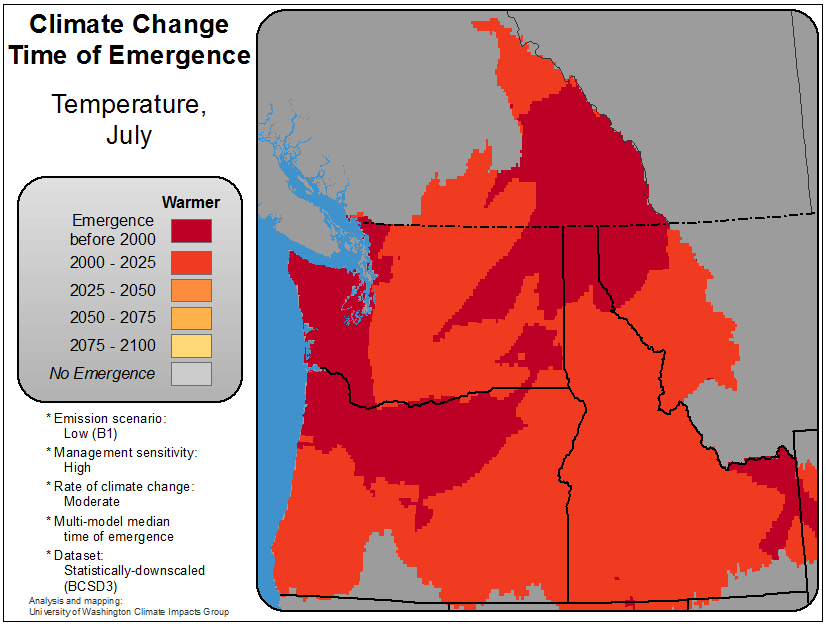 Climate Change
Time of Emergence
Temperature,
July
Warmer
Emergence
before 2000
2000 - 2025
2025 - 2050
2050 - 2075
2075 - 2100
No Emergence
* Emission scenario:
Low (B1)
* Management sensitivity:
High
* Rate of climate change:
Moderate
* Multi-model median
time of emergence
* Dataset:
Statistically-downscaled
(BCSD3)
Analysis and mapping:
University of Washington Climate Impacts Group